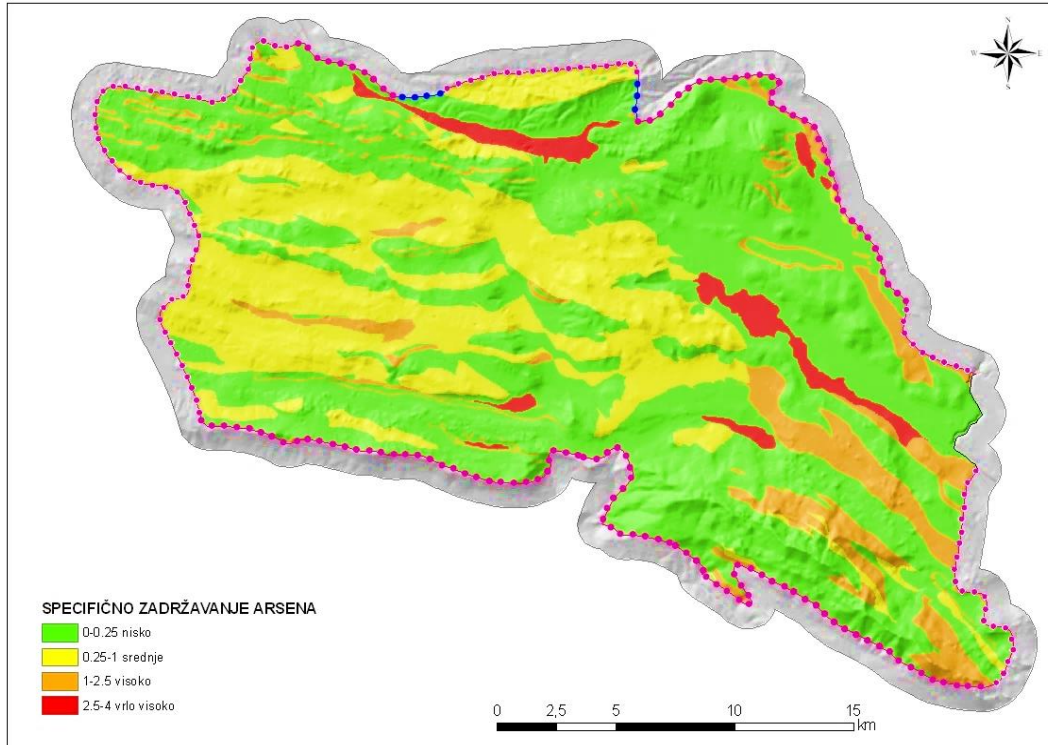 N
W E
S
SPECIFIČNO ZADRŽAVANJE ARSENA
0-0.25 nisko
0.25-1 srednje
1-2.5 visoko
2.5-4 vrlo visoko
0 2,5 5 10 15
km